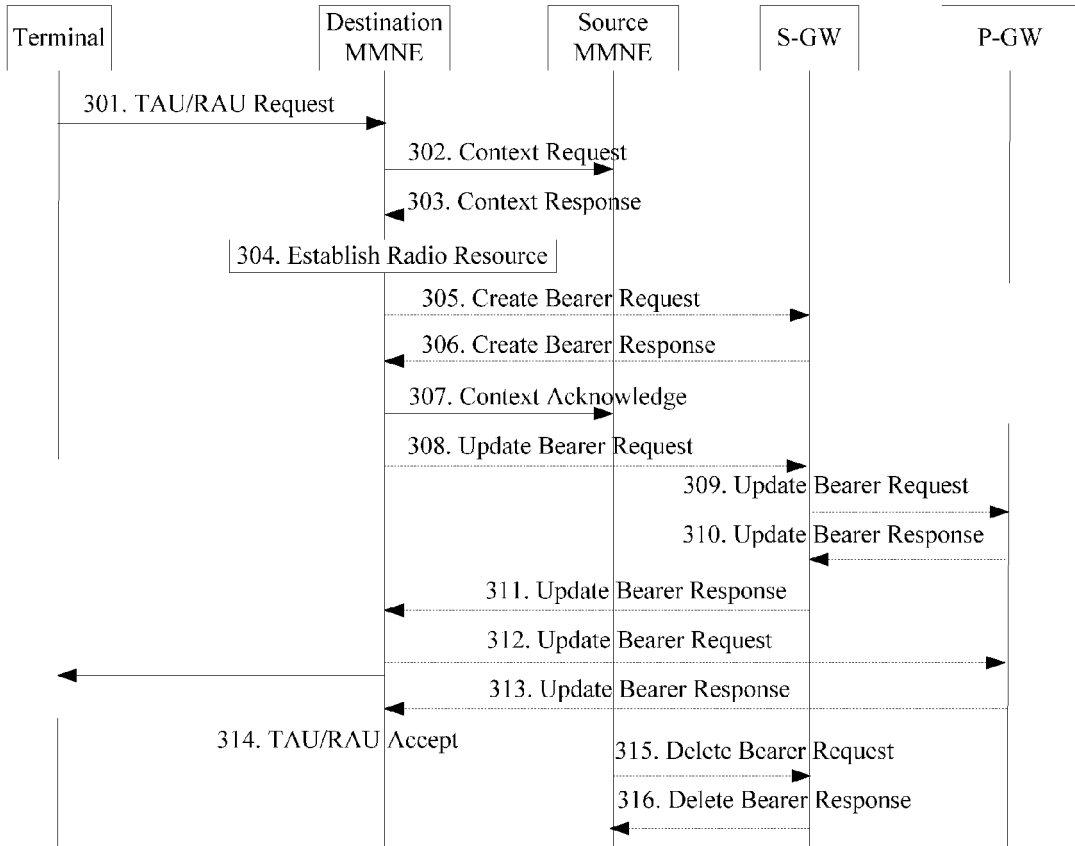 Terminal
Destination
MMNE
Source
MMNE
S-GW
P-GW
301. TAU/RAU Request
302. Context Request
303. Context Response
304. Establish Radio Resource
305. Create Bearer Request
306. Create Bearer Response
307. Context Acknowledge
308. Update Bearer Request
309. Update Bearer Request
310. Update Bearer Response
311. Update Bearer Response
312. Update Bearer Request
313. Update Bearer Response
314. TAU/RAU Accept
315. Delete Bearer Request
316. Delete Bearer Response